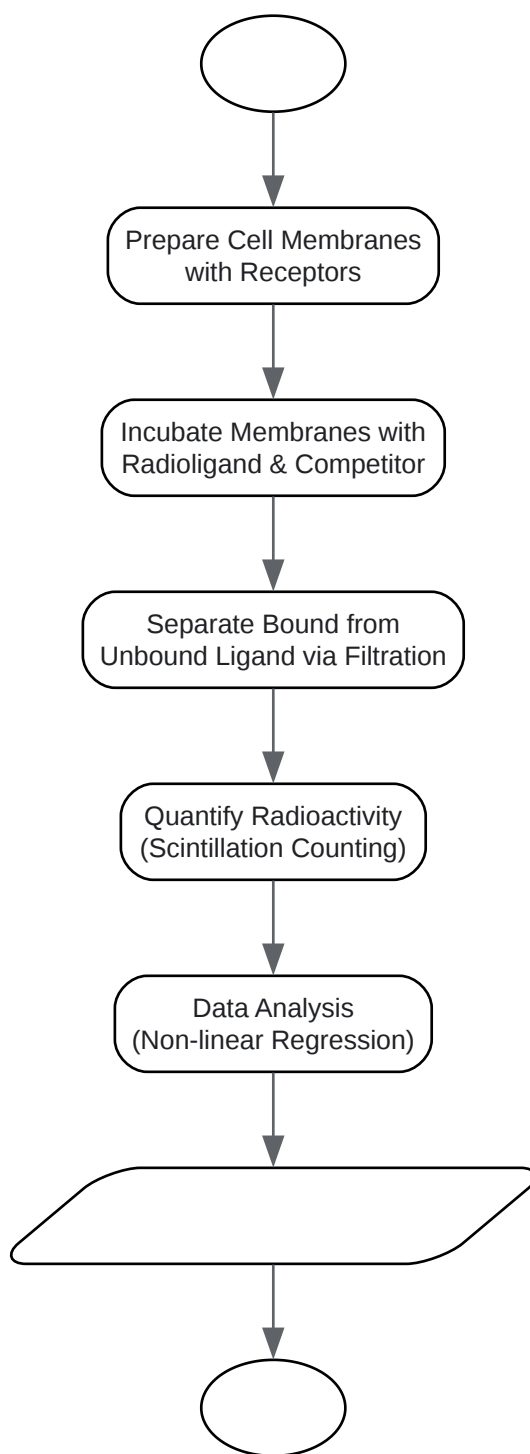 Prepare Cell Membranes
with Receptors
Incubate Membranes with
Radioligand & Competitor
Separate Bound from
Unbound Ligand via Filtration
Quantify Radioactivity
(Scintillation Counting)
Data Analysis
(Non-linear Regression)